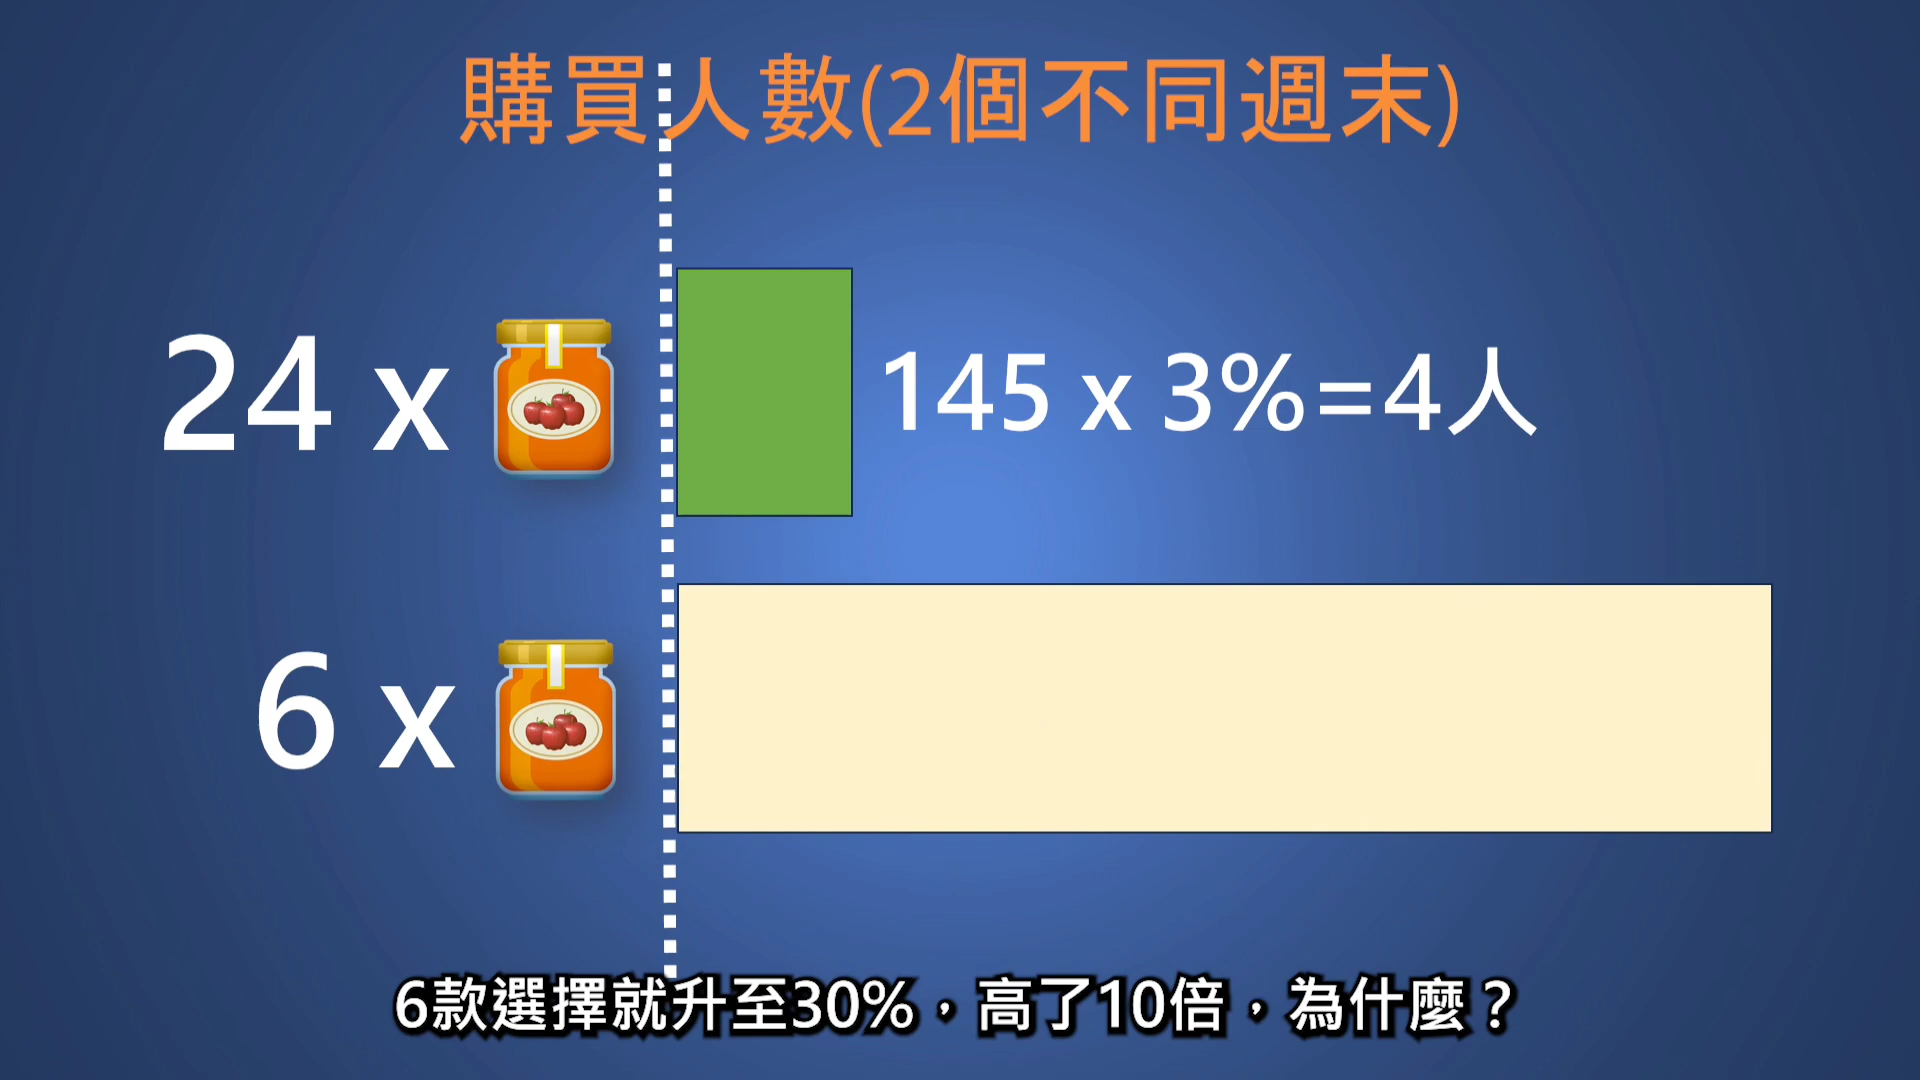 購買人數(2個不同週末)
24 x
145 x 3%=4人
6 x
6款選擇就升至30%，高了10倍，為什麼？